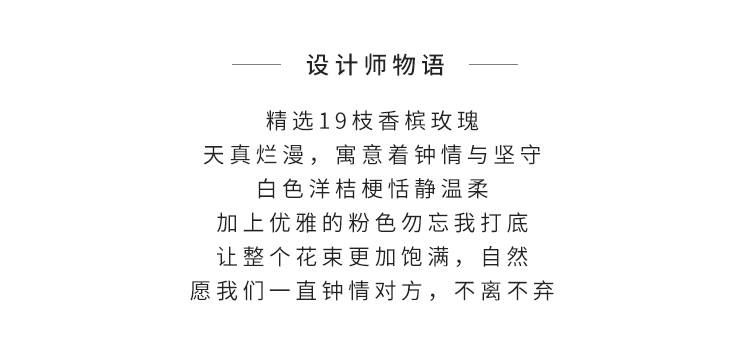 设计师物语
精选19枝香槟玫瑰
天真烂漫，寓意着钟情与坚守
白色洋桔梗恬静温柔
加上优雅的粉色勿忘我打底
让整个花束更加饱满，自然
愿我们一直钟情对方，不离不弃